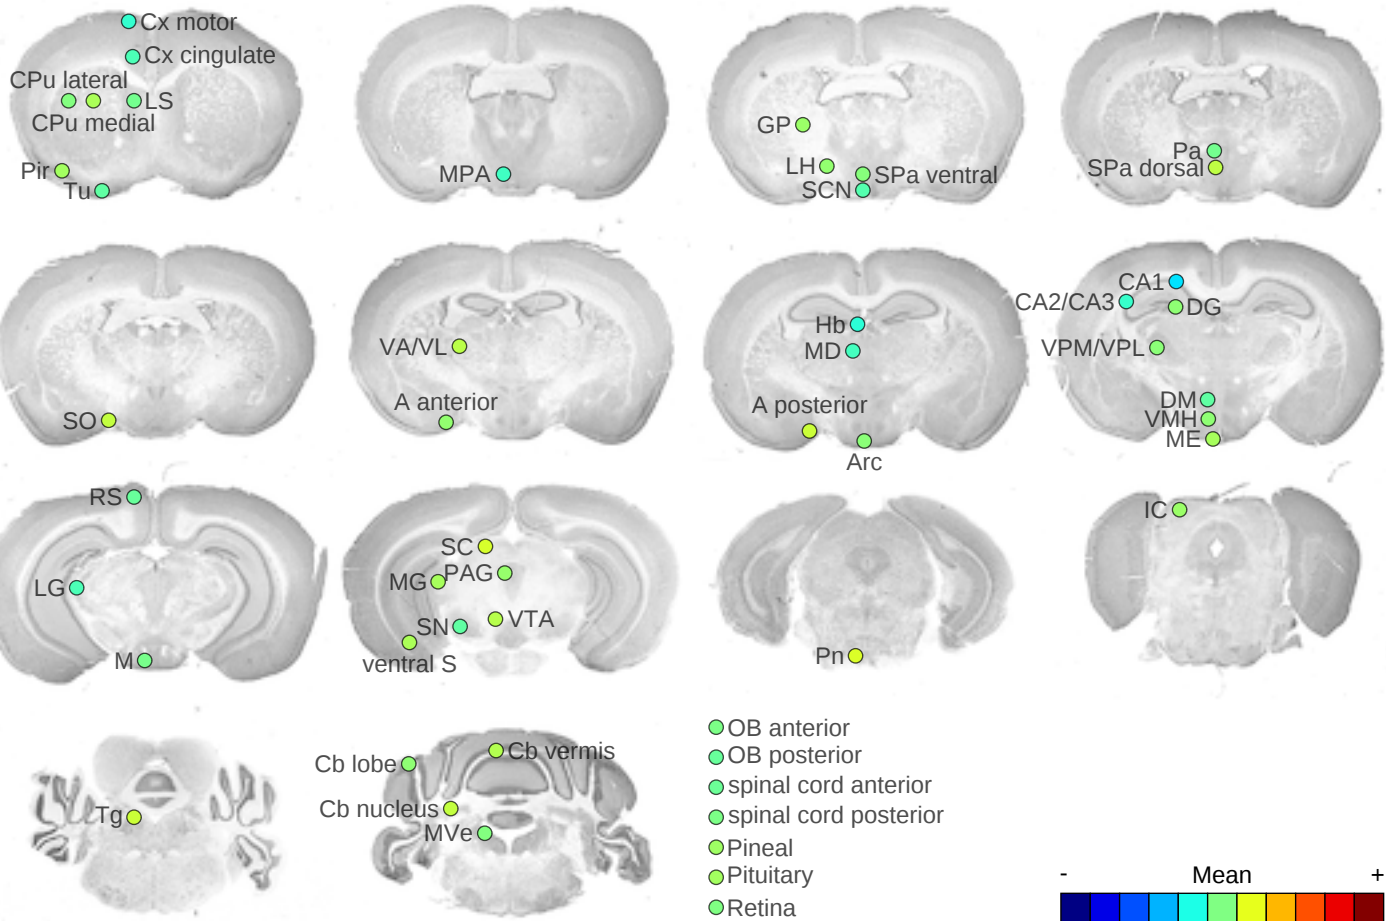 Cx motor
Cx cingulate
CPu lateral
LS
CPu medial
Pir
Tu
MPA
GP
LH
SPa ventral
SCN
Pa
SPa dorsal
SO
VA/VL
A anterior
Hb
MD
A posterior
Arc
CA1
CA2/CA3
DG
VPM/VPL
DM
VMH
ME
RS
LG
M
SC
MG
PAG
SN
VTA
ventral S
Pn
IC
Tg
Cb lobe
Cb vermis
Cb nucleus
MVe
OB anterior
OB posterior
spinal cord anterior
spinal cord posterior
Pineal
Pituitary
Retina
- Mean +